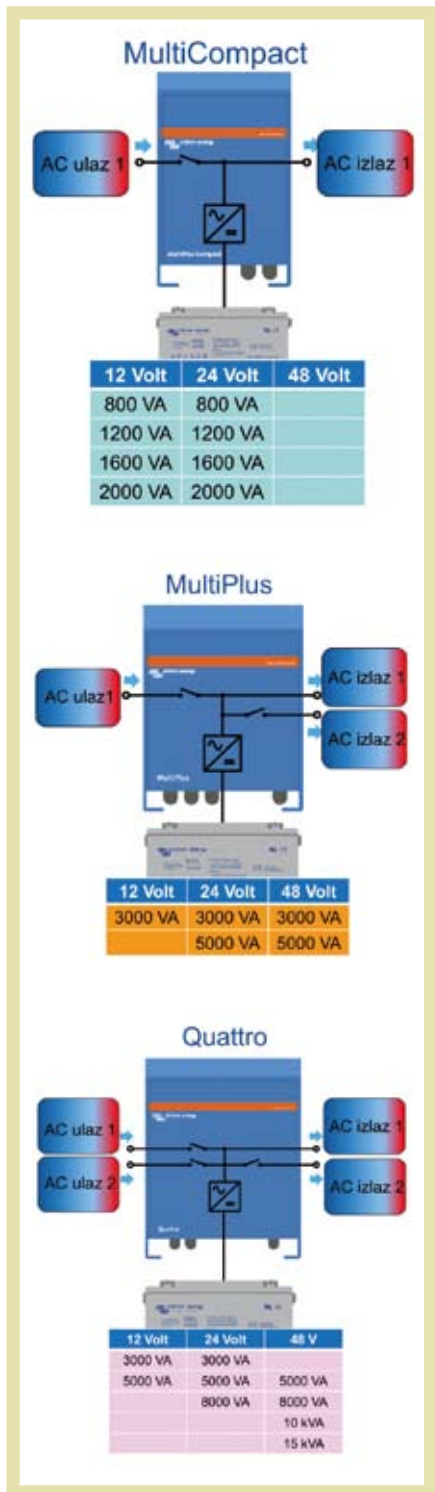 MultiCompact
AC ulaz 1
AC izlaz 1
MultiPlus Compact
12 Volt 24 Volt 48 Volt
800 VA 800 VA
1200 VA 1200 VA
1600 VA 1600 VA
2000 VA 2000 VA
MultiPlus
AC ulaz1
AC izlaz 1
AC izlaz 2
MultiPlus
12 Volt 24 Volt 48 Volt
3000 VA 3000 VA 3000 VA
5000 VA 5000 VA
Quattro
AC ulaz 1
AC izlaz 1
AC ulaz 2
AC izlaz 2
12 Volt 24 Volt 48 V
3000 VA 3000 VA
5000 VA 5000 VA 5000 VA
8000 VA 8000 VA
10 kVA
15 kVA